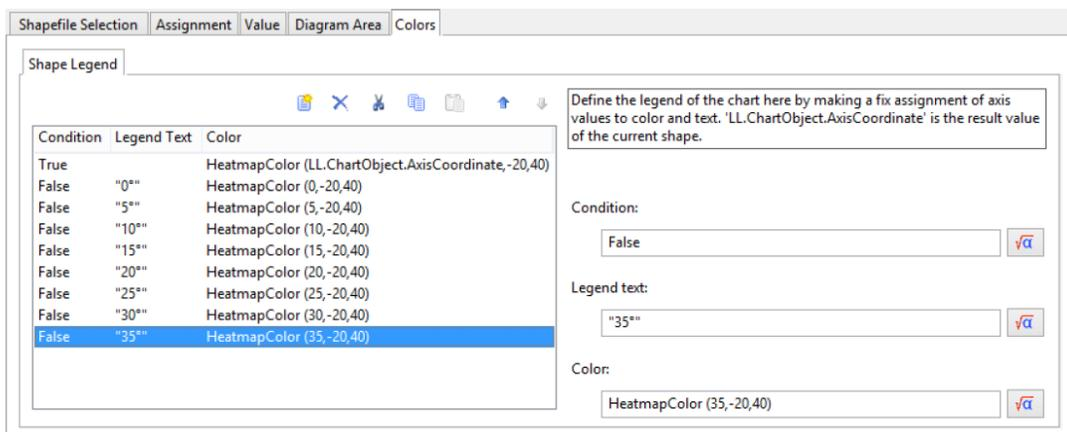 Shapefile Selection Assignment Value Diagram Area Colors
Shape Legend
Define the legend of the chart here by making a fix assignment of axis
values to color and text. 'LL.ChartObject.AxisCoordinate' is the result value
of the current shape.
Condition Legend Text Color
True HeatmapColor (LL.ChartObject.AxisCoordinate,-20,40)
False "0°" HeatmapColor (0,-20,40)
False "5°" HeatmapColor (5,-20,40)
False "10°" HeatmapColor (10,-20,40)
False "15°" HeatmapColor (15,-20,40)
False "20°" HeatmapColor (20,-20,40)
False "25°" HeatmapColor (25,-20,40)
False "30°" HeatmapColor (30,-20,40)
False "35°" HeatmapColor (35,-20,40)
Condition:
False √α
Legend text:
"35°" √α
Color:
HeatmapColor (35,-20,40) √α